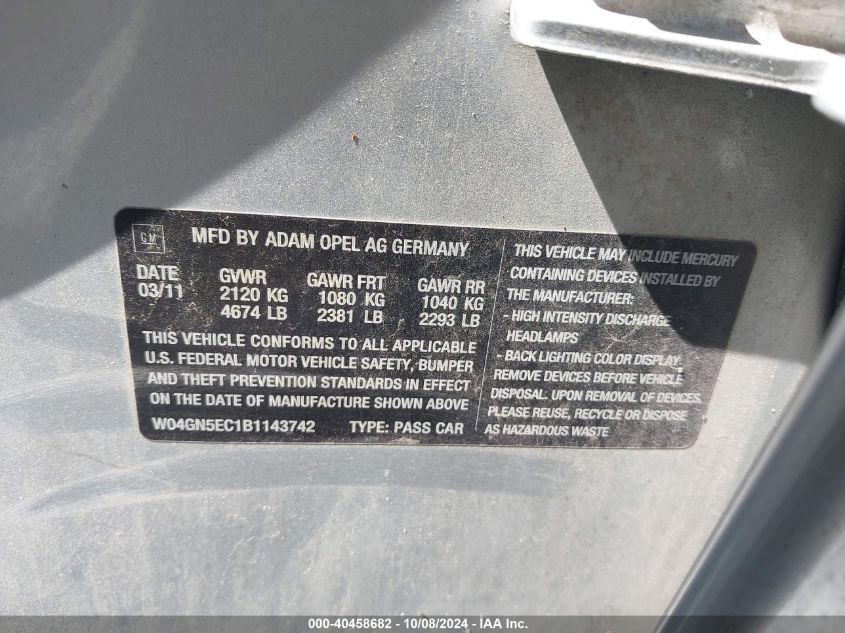 GM
MFD BY ADAM OPEL AG GERMANY
DATE GVWR GAWR FRT GAWR RR
03/11 2120 KG 1080 KG 1040 KG
4674 LB 2381 LB 2293 LB
THIS VEHICLE CONFORMS TO ALL APPLICABLE
U.S. FEDERAL MOTOR VEHICLE SAFETY, BUMPER
AND THEFT PREVENTION STANDARDS IN EFFECT
ON THE DATE OF MANUFACTURE SHOWN ABOVE
W04GN5EC1B1143742 TYPE: PASS CAR
THIS VEHICLE MAY INCLUDE MERCURY
CONTAINING DEVICES INSTALLED BY
THE MANUFACTURER:
- HIGH INTENSITY DISCHARGE
HEADLAMPS
- BACK LIGHTING COLOR DISPLAY.
REMOVE DEVICES BEFORE VEHICLE
DISPOSAL. UPON REMOVAL OF DEVICES
PLEASE REUSE, RECYCLE OR DISPOSE
AS HAZARDOUS WASTE
000-40458682 - 10/08/2024 - IAA Inc.